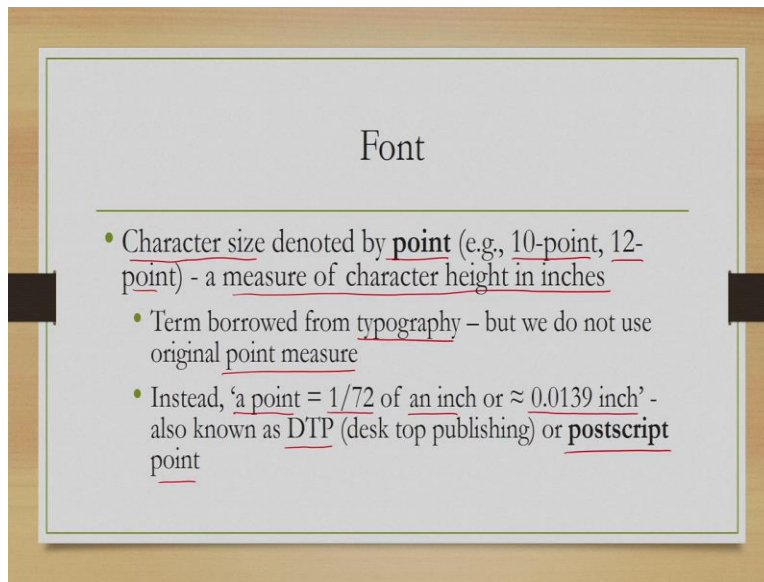 Font
• Character size denoted by point (e.g., 10-point, 12-
point) - a measure of character height in inches
• Term borrowed from typography – but we do not use
original point measure
• Instead, ‘a point = 1/72 of an inch or ≈ 0.0139 inch’ -
also known as DTP (desk top publishing) or postscript
point